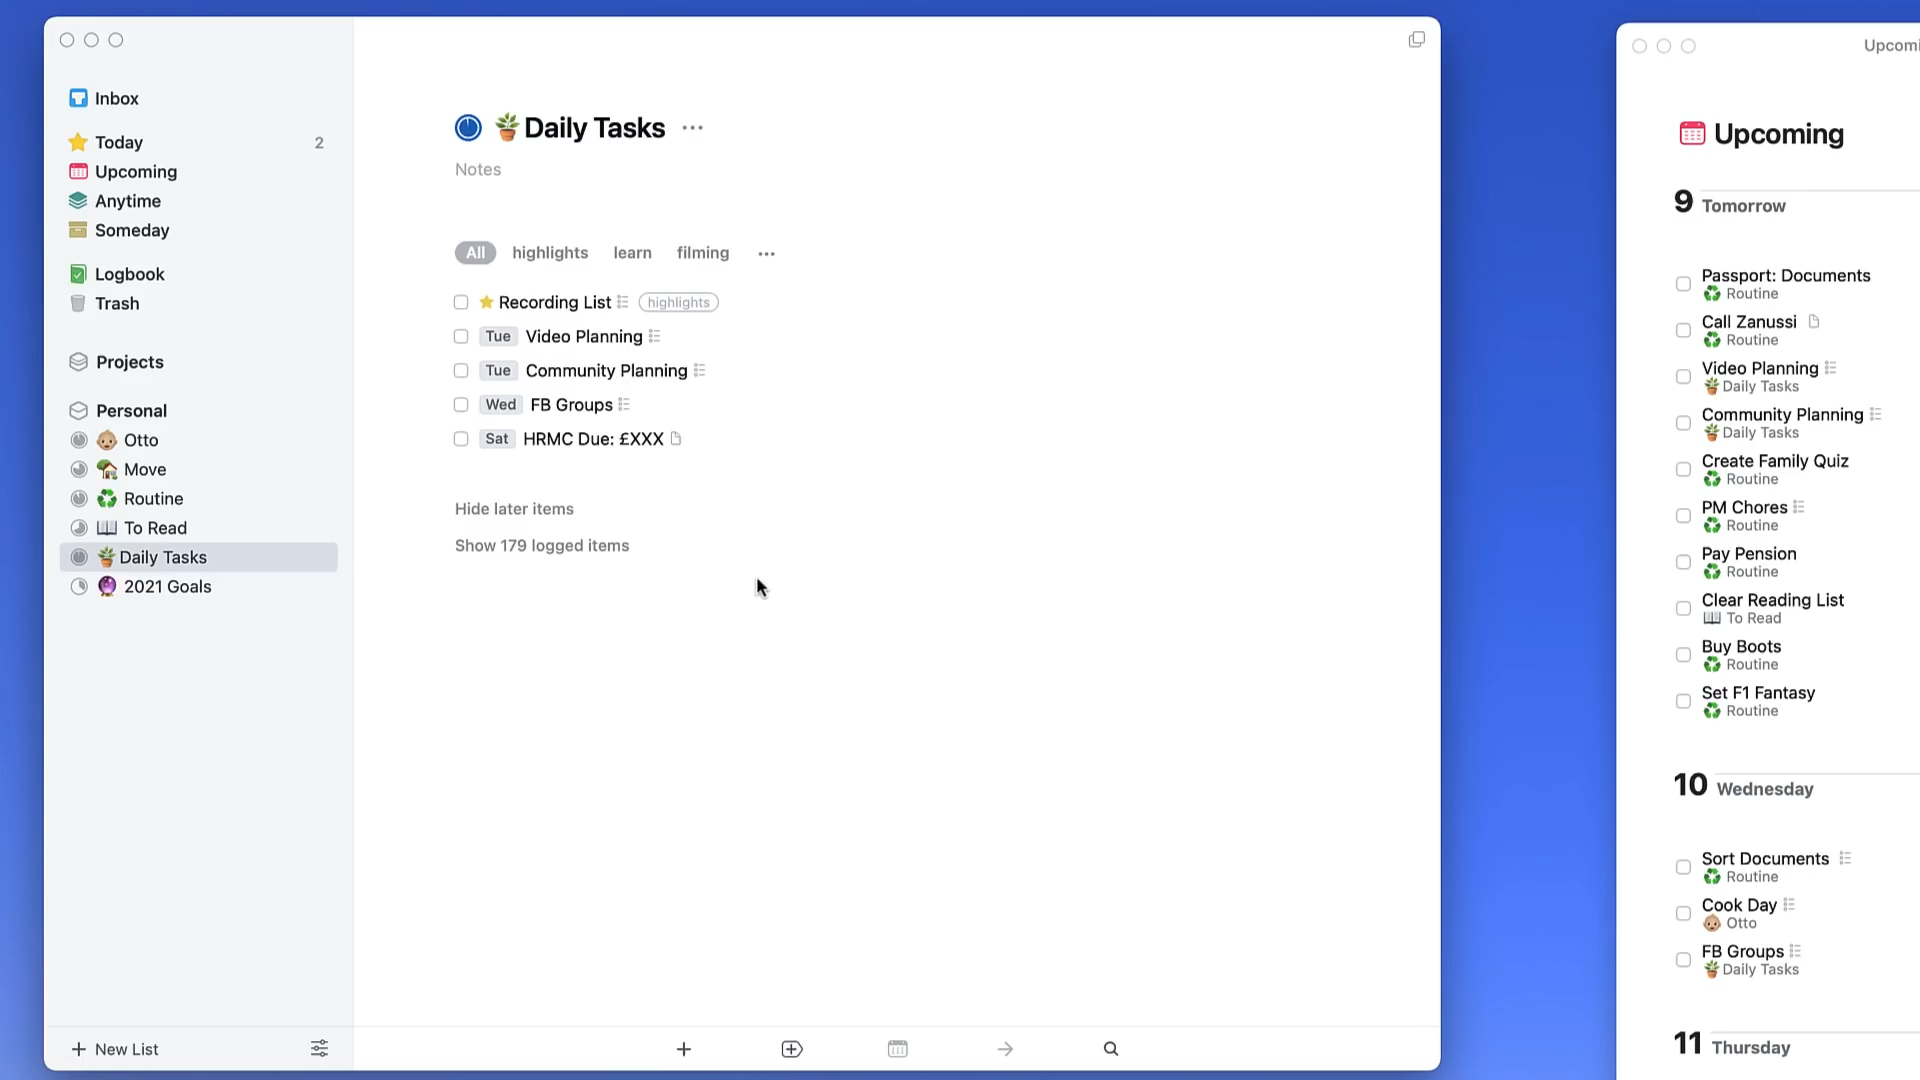 Inbox
Today 2
Upcoming
Anytime
Someday
Logbook
Trash
Projects
Personal
Otto
Move
Routine
To Read
Daily Tasks
2021 Goals
New List
Daily Tasks
Notes
All highlights learn filming
Recording List highlights
Tue Video Planning
Tue Community Planning
Wed FB Groups
Sat HRMC Due: £XXX
Hide later items
Show 179 logged items
Upcomi
Upcoming
9 Tomorrow
Passport: Documents
Routine
Call Zanussi
Routine
Video Planning
Daily Tasks
Community Planning
Daily Tasks
Create Family Quiz
Routine
PM Chores
Routine
Pay Pension
Routine
Clear Reading List
To Read
Buy Boots
Routine
Set F1 Fantasy
Routine
10 Wednesday
Sort Documents
Routine
Cook Day
Otto
FB Groups
Daily Tasks
11 Thursday